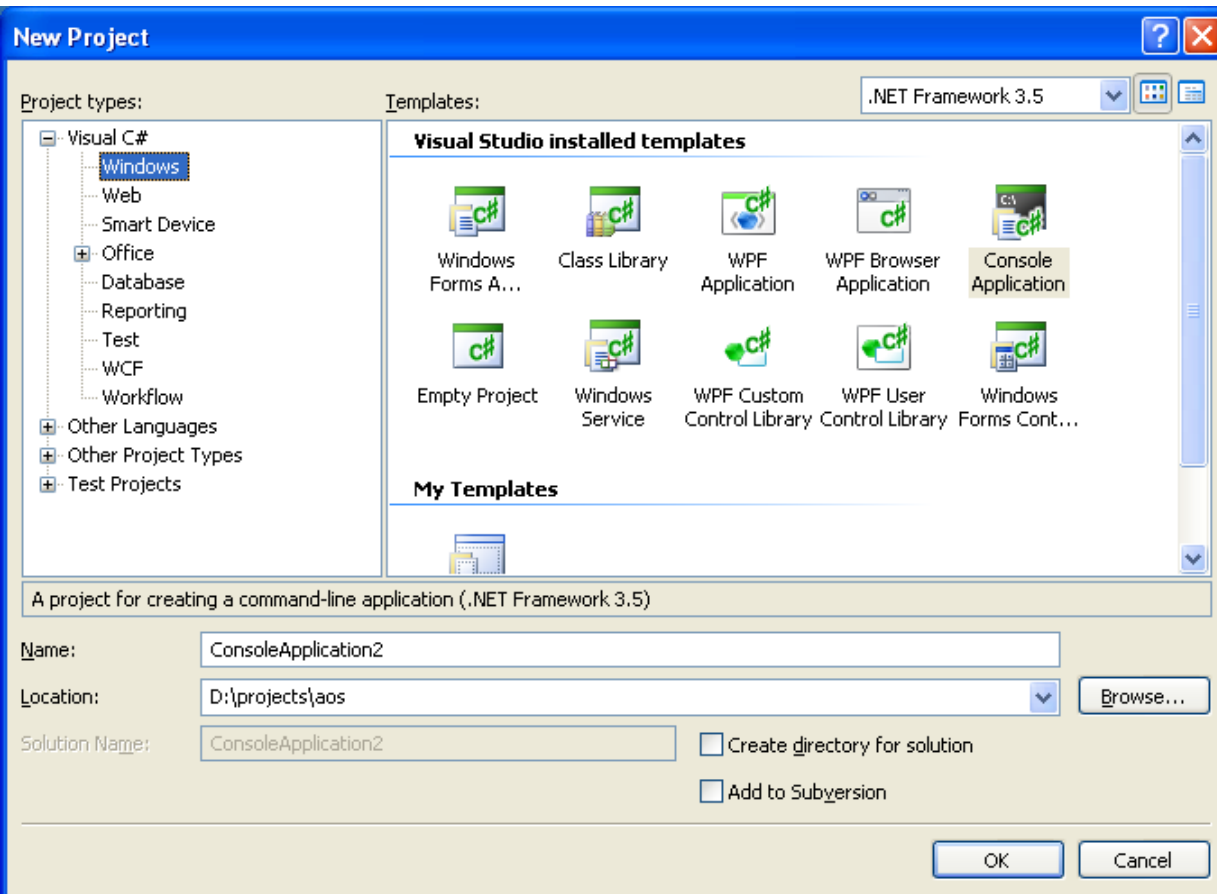 New Project
Project types:
Templates:
.NET Framework 3.5
Visual C#
Windows
Web
Smart Device
Office
Database
Reporting
Test
WCF
Workflow
Other Languages
Other Project Types
Test Projects
Visual Studio installed templates
Windows
Forms A...
Class Library
WPF
Application
WPF Browser
Application
Console
Application
Empty Project
Windows
Service
WPF Custom
Control Library
WPF User
Control Library
Windows
Forms Cont...
My Templates
A project for creating a command-line application (.NET Framework 3.5)
Name:
ConsoleApplication2
Location:
D:\projects\aos
Browse...
Solution Name:
ConsoleApplication2
Create directory for solution
Add to Subversion
OK
Cancel